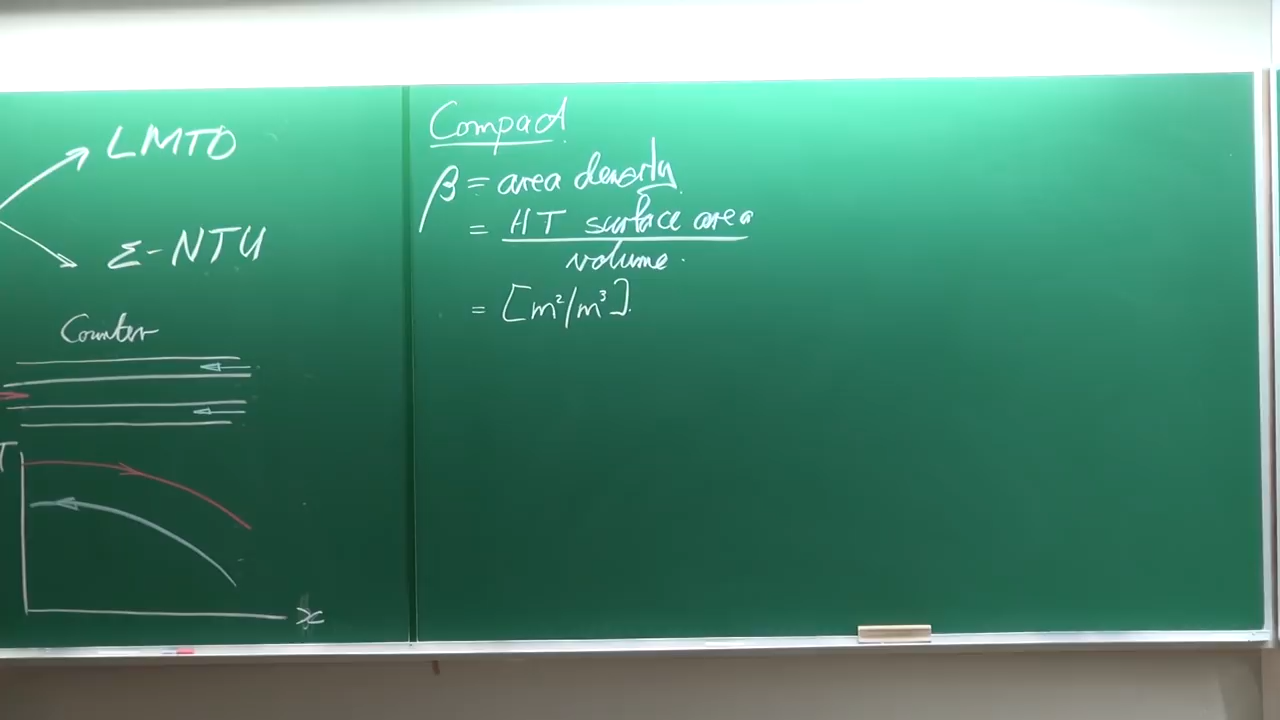 LMTD
ε-NTU
Counter
T
x
Compact
β = area density
= HT surface area
volume.
= [m²/m³].